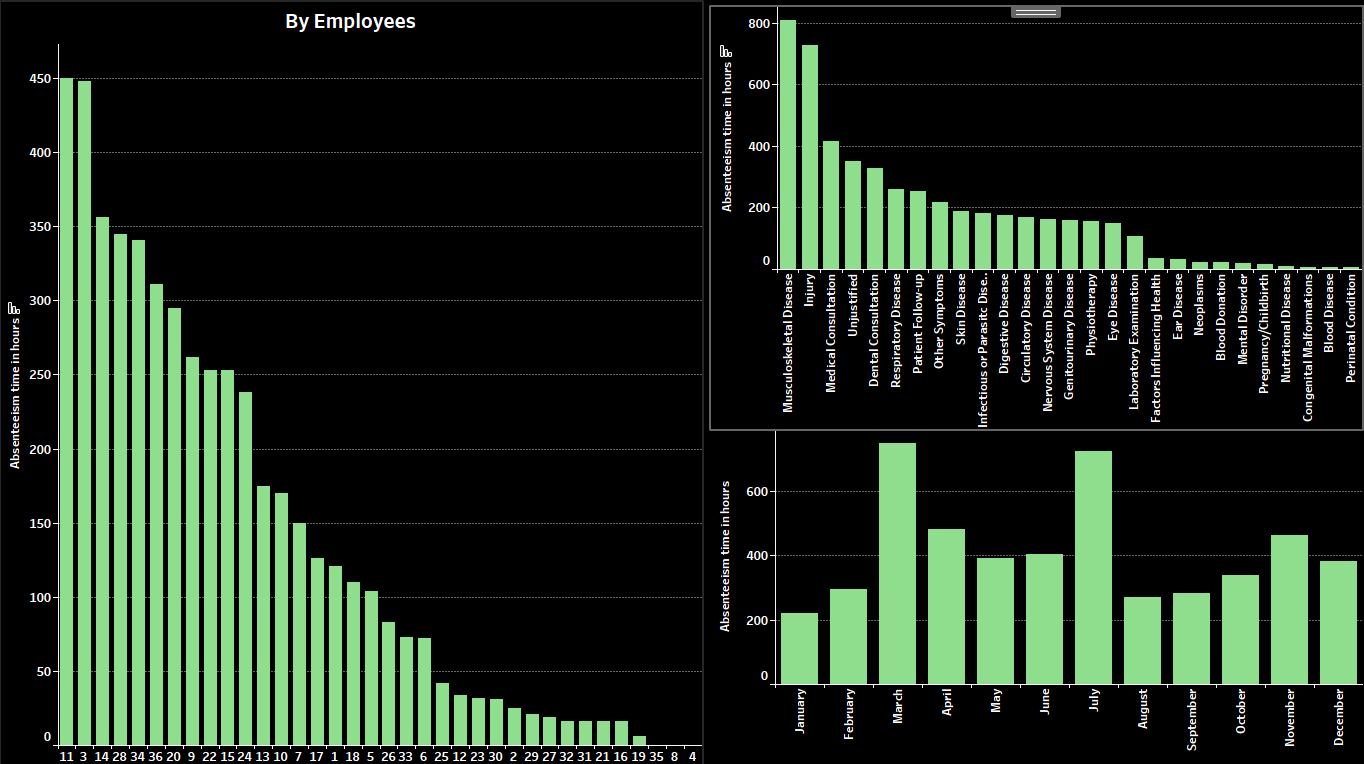 By Employees
Absenteeism time in hours
450
400
350
300
250
200
150
100
50
0
11 3 14 28 34 36 20 9 22 15 24 13 10 7 17 1 18 5 26 33 6 25 12 23 30 2 29 27 32 31 21 16 19 35 8 4
Absenteeism time in hours
800
600
400
200
0
Musculoskeletal Disease
Injury
Medical Consultation
Unjustified
Dental Consultation
Respiratory Disease
Patient Follow-up
Other Symptoms
Skin Disease
Infectious or Parasitc Dise..
Digestive Disease
Circulatory Disease
Nervous System Disease
Genitourinary Disease
Physiotherapy
Eye Disease
Laboratory Examination
Factors Influencing Health
Ear Disease
Neoplasms
Blood Donation
Mental Disorder
Pregnancy/Childbirth
Nutritional Disease
Congenital Malformations
Blood Disease
Perinatal Condition
Absenteeism time in hours
600
400
200
0
January
February
March
April
May
June
July
August
September
October
November
December